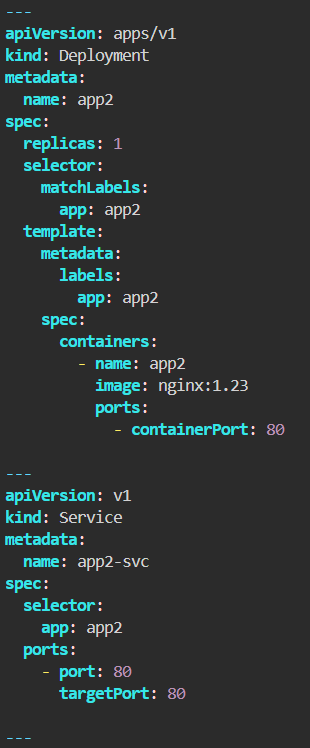 ---
apiVersion: apps/v1
kind: Deployment
metadata:
  name: app2
spec:
  replicas: 1
  selector:
    matchLabels:
      app: app2
  template:
    metadata:
      labels:
        app: app2
    spec:
      containers:
        - name: app2
          image: nginx:1.23
          ports:
            - containerPort: 80

---
apiVersion: v1
kind: Service
metadata:
  name: app2-svc
spec:
  selector:
    app: app2
  ports:
    - port: 80
      targetPort: 80

---